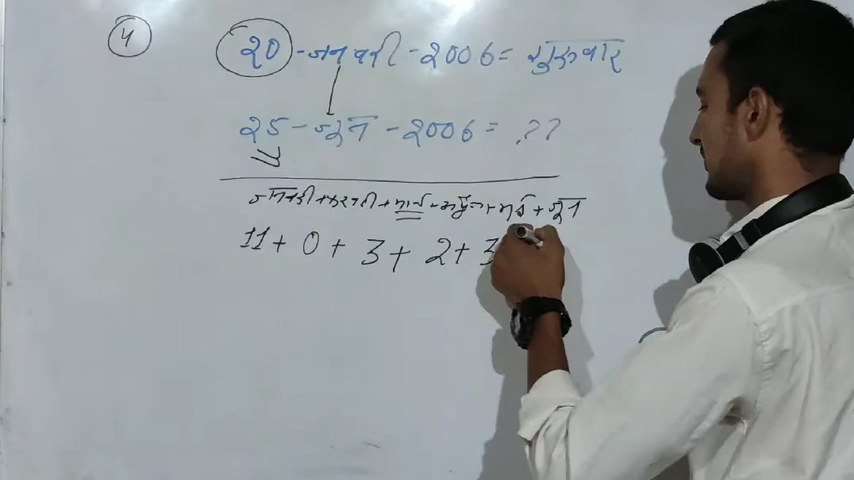 4
20 - जनवरी - 2006 = शुक्रवार
25 - जून - 2006 = ??
जनवरी + फरवरी + मार्च + अप्रैल + मई + जून
11 + 0 + 3 + 2 + 3